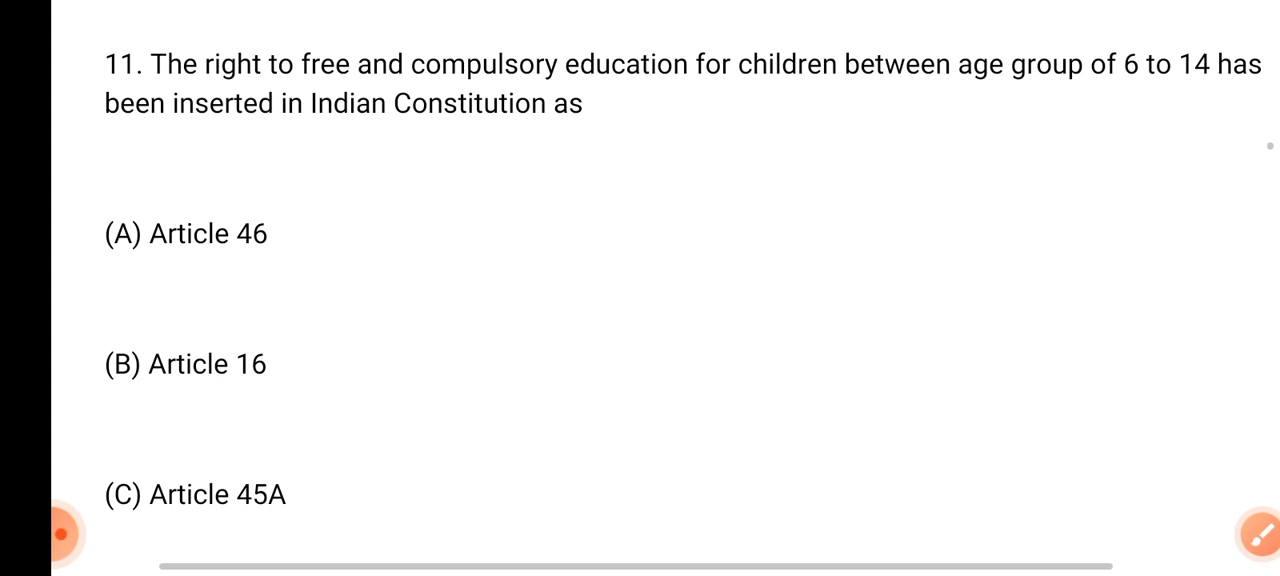 11. The right to free and compulsory education for children between age group of 6 to 14 has
been inserted in Indian Constitution as
(A) Article 46
(B) Article 16
(C) Article 45A